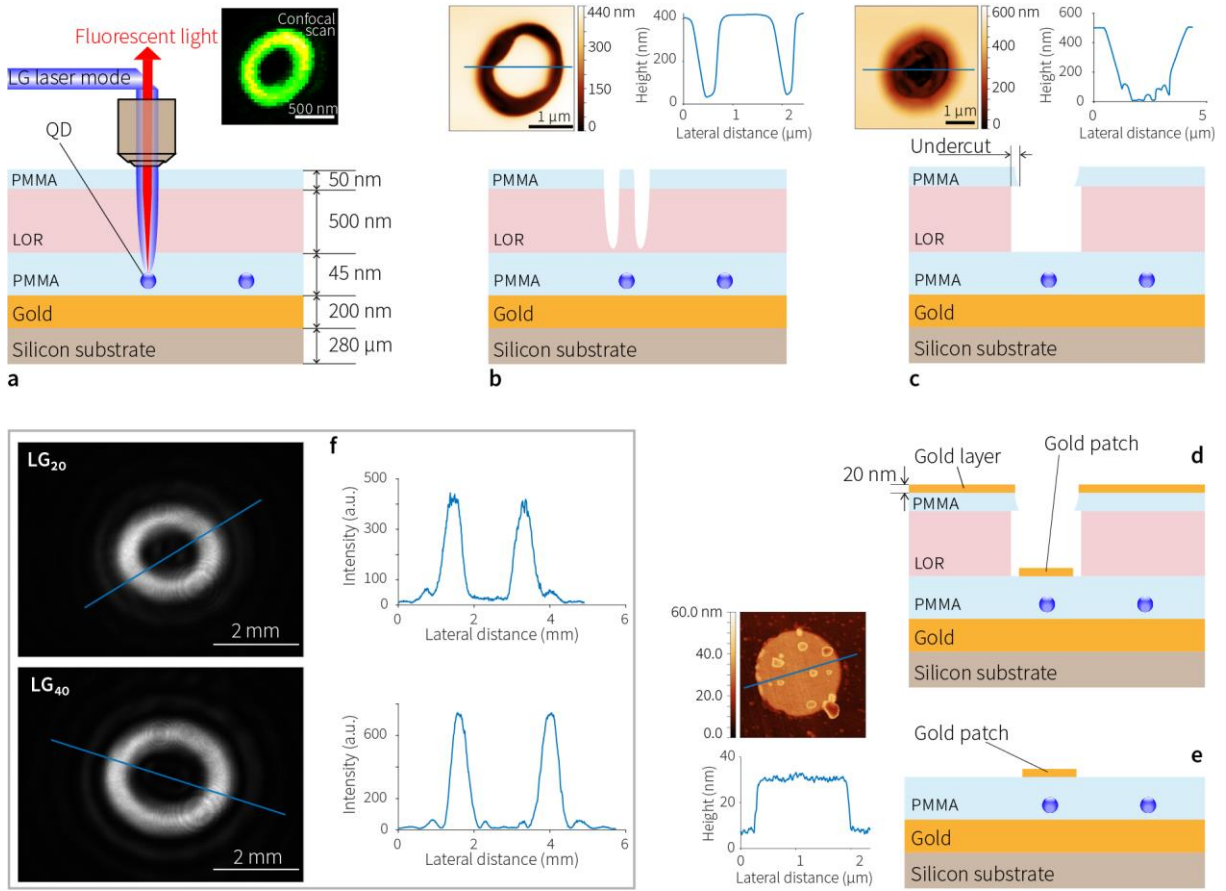 Fluorescent light
LG laser mode
Confocal
scan
500 nm
QD
PMMA
50 nm
LOR
500 nm
PMMA
45 nm
Gold
200 nm
Silicon substrate
280 µm
a
440 nm
300
150
0
1 µm
Height (nm)
400
200
0
0
1
2
Lateral distance (µm)
PMMA
LOR
PMMA
Gold
Silicon substrate
b
600 nm
400
200
0
1 µm
Height (nm)
600
400
200
0
0
5
Lateral distance (µm)
Undercut
PMMA
LOR
PMMA
Gold
Silicon substrate
c
f
LG20
2 mm
Intensity (a.u.)
500
300
100
0
0
2
4
6
Lateral distance (mm)
LG40
2 mm
Intensity (a.u.)
600
300
0
0
2
4
6
Lateral distance (mm)
d
Gold layer
Gold patch
20 nm
PMMA
LOR
PMMA
Gold
Silicon substrate
60.0 nm
40.0
20.0
0.0
Height (nm)
40
20
0
0
1
2
Lateral distance (µm)
Gold patch
e
PMMA
Gold
Silicon substrate